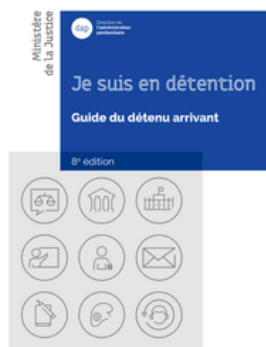 Ministère
de la Justice
dap
Direction de
l'administration
pénitentiaire
Je suis en détention
Guide du détenu arrivant
8e édition